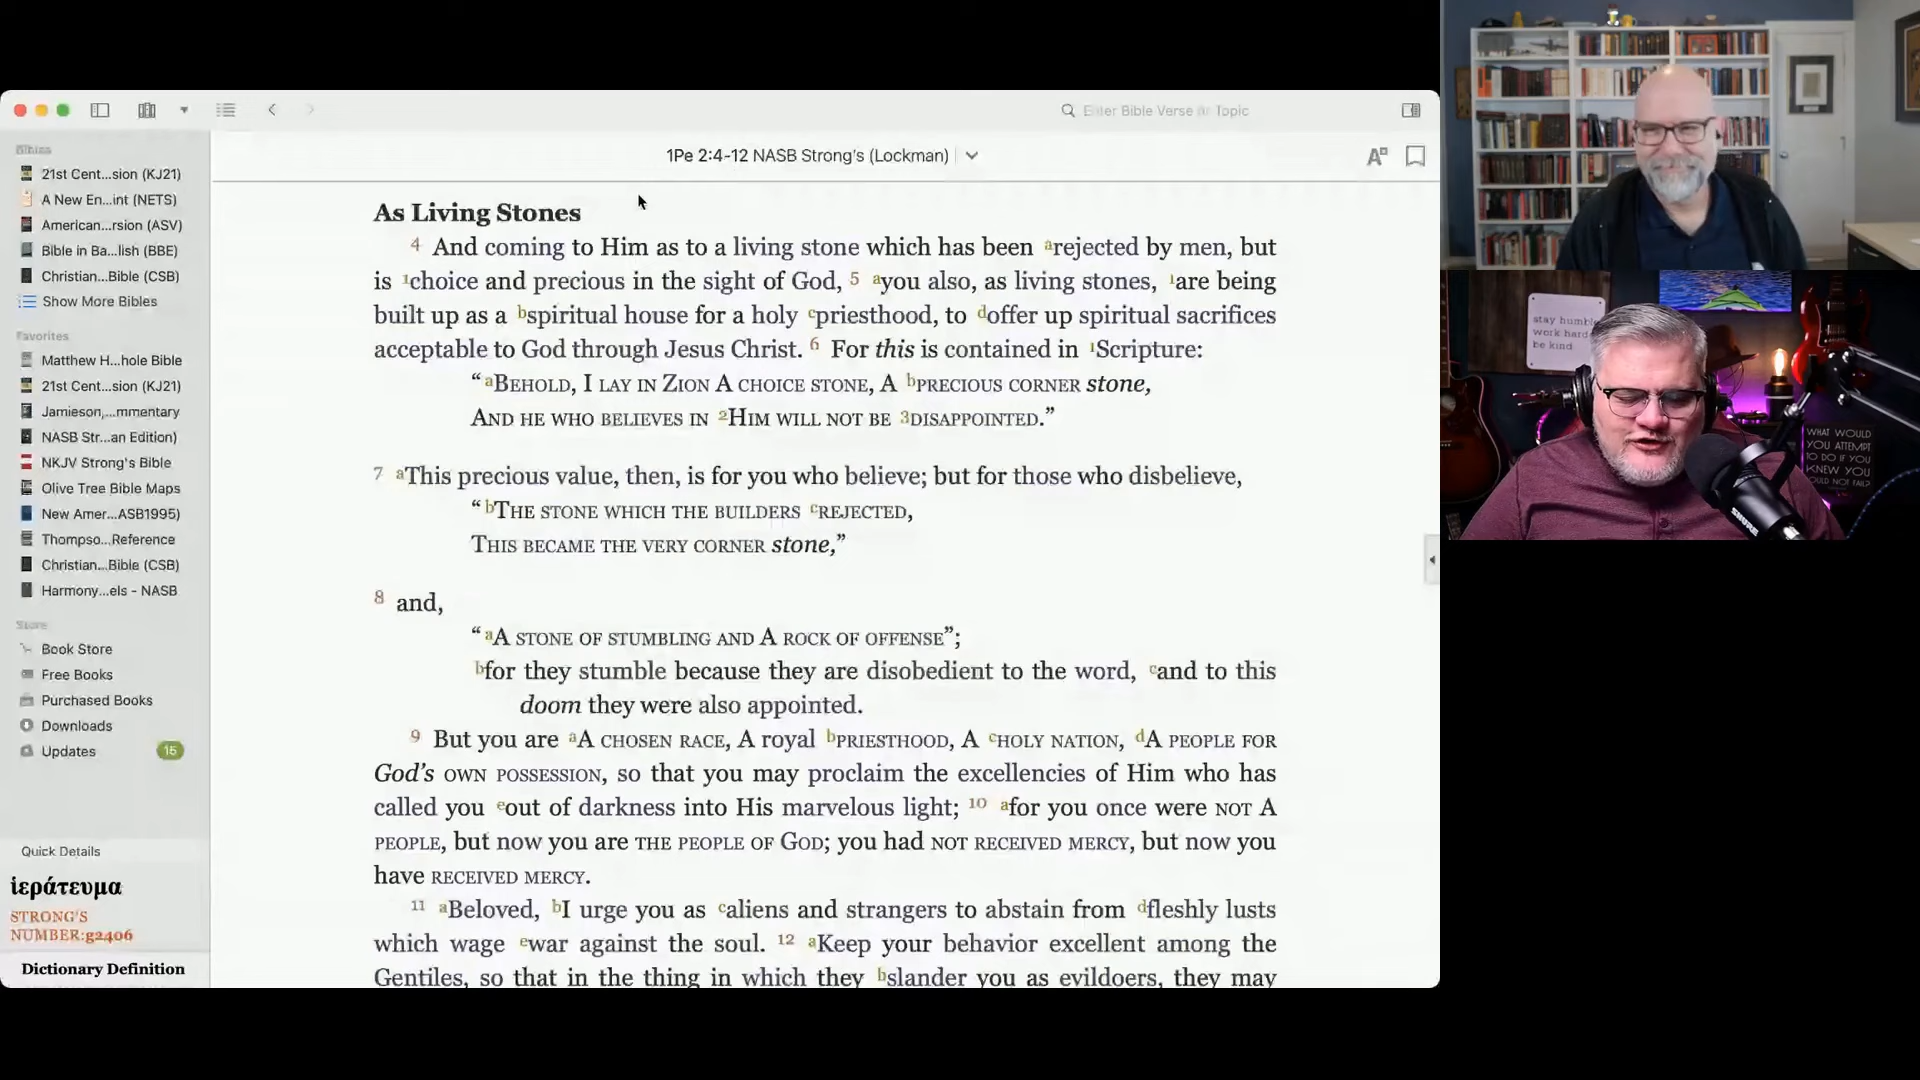 Enter Bible Verse or Topic
Bibles
21st Cent...sion (KJ21)
A New En...int (NETS)
American...rsion (ASV)
Bible in Ba...lish (BBE)
Christian...Bible (CSB)
Show More Bibles
Favorites
Matthew H...hole Bible
21st Cent...sion (KJ21)
Jamieson,...mmentary
NASB Str...an Edition)
NKJV Strong's Bible
Olive Tree Bible Maps
New Amer...ASB1995)
Thompso...Reference
Christian...Bible (CSB)
Harmony...els - NASB
Store
Book Store
Free Books
Purchased Books
Downloads
Updates 15
Quick Details
ἱεράτευμα
STRONG'S
NUMBER:g2406
Dictionary Definition
1Pe 2:4-12 NASB Strong's (Lockman)
As Living Stones
4 And coming to Him as to a living stone which has been arejected by men, but
is 1choice and precious in the sight of God, 5 ayou also, as living stones, 1are being
built up as a bspiritual house for a holy cpriesthood, to doffer up spiritual sacrifices
acceptable to God through Jesus Christ. 6 For this is contained in 1Scripture:
“aBEHOLD, I LAY IN ZION A CHOICE STONE, A bPRECIOUS CORNER stone,
AND HE WHO BELIEVES IN 2HIM WILL NOT BE 3DISAPPOINTED.”
7 aThis precious value, then, is for you who believe; but for those who disbelieve,
“bTHE STONE WHICH THE BUILDERS cREJECTED,
THIS BECAME THE VERY CORNER stone,”
8 and,
“aA STONE OF STUMBLING AND A ROCK OF OFFENSE”;
bfor they stumble because they are disobedient to the word, cand to this
doom they were also appointed.
9 But you are aA CHOSEN RACE, A royal bPRIESTHOOD, A cHOLY NATION, dA PEOPLE FOR
God's OWN POSSESSION, so that you may proclaim the excellencies of Him who has
called you eout of darkness into His marvelous light; 10 afor you once were NOT A
PEOPLE, but now you are THE PEOPLE OF GOD; you had NOT RECEIVED MERCY, but now you
have RECEIVED MERCY.
11 aBeloved, bI urge you as caliens and strangers to abstain from dfleshly lusts
which wage ewar against the soul. 12 aKeep your behavior excellent among the
Gentiles, so that in the thing in which they bslander you as evildoers, they may
stay humble
work hard
be kind
WHAT WOULD
YOU ATTEMPT
TO DO IF YOU
KNEW YOU
COULD NOT FAIL?
SHURE